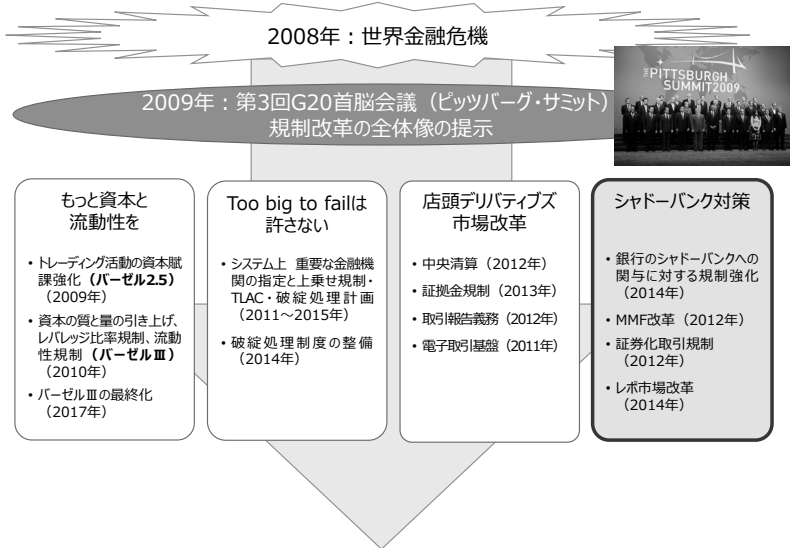 2008年：世界金融危機
2009年：第3回G20首脳会議（ピッツバーグ・サミット）
規制改革の全体像の提示
THE PITTSBURGH
SUMMIT2009
もっと資本と
流動性を
・トレーディング活動の資本賦
課強化（バーゼル2.5）
（2009年）
・資本の質と量の引き上げ、
レバレッジ比率規制、流動
性規制（バーゼルⅢ）
（2010年）
・バーゼルⅢの最終化
（2017年）
Too big to failは
許さない
・システム上 重要な金融機
関の指定と上乗せ規制・
TLAC・破綻処理計画
（2011～2015年）
・破綻処理制度の整備
（2014年）
店頭デリバティブズ
市場改革
・中央清算（2012年）
・証拠金規制（2013年）
・取引報告義務（2012年）
・電子取引基盤（2011年）
シャドーバンク対策
・銀行のシャドーバンクへの
関与に対する規制強化
（2014年）
・MMF改革（2012年）
・証券化取引規制
（2012年）
・レポ市場改革
（2014年）